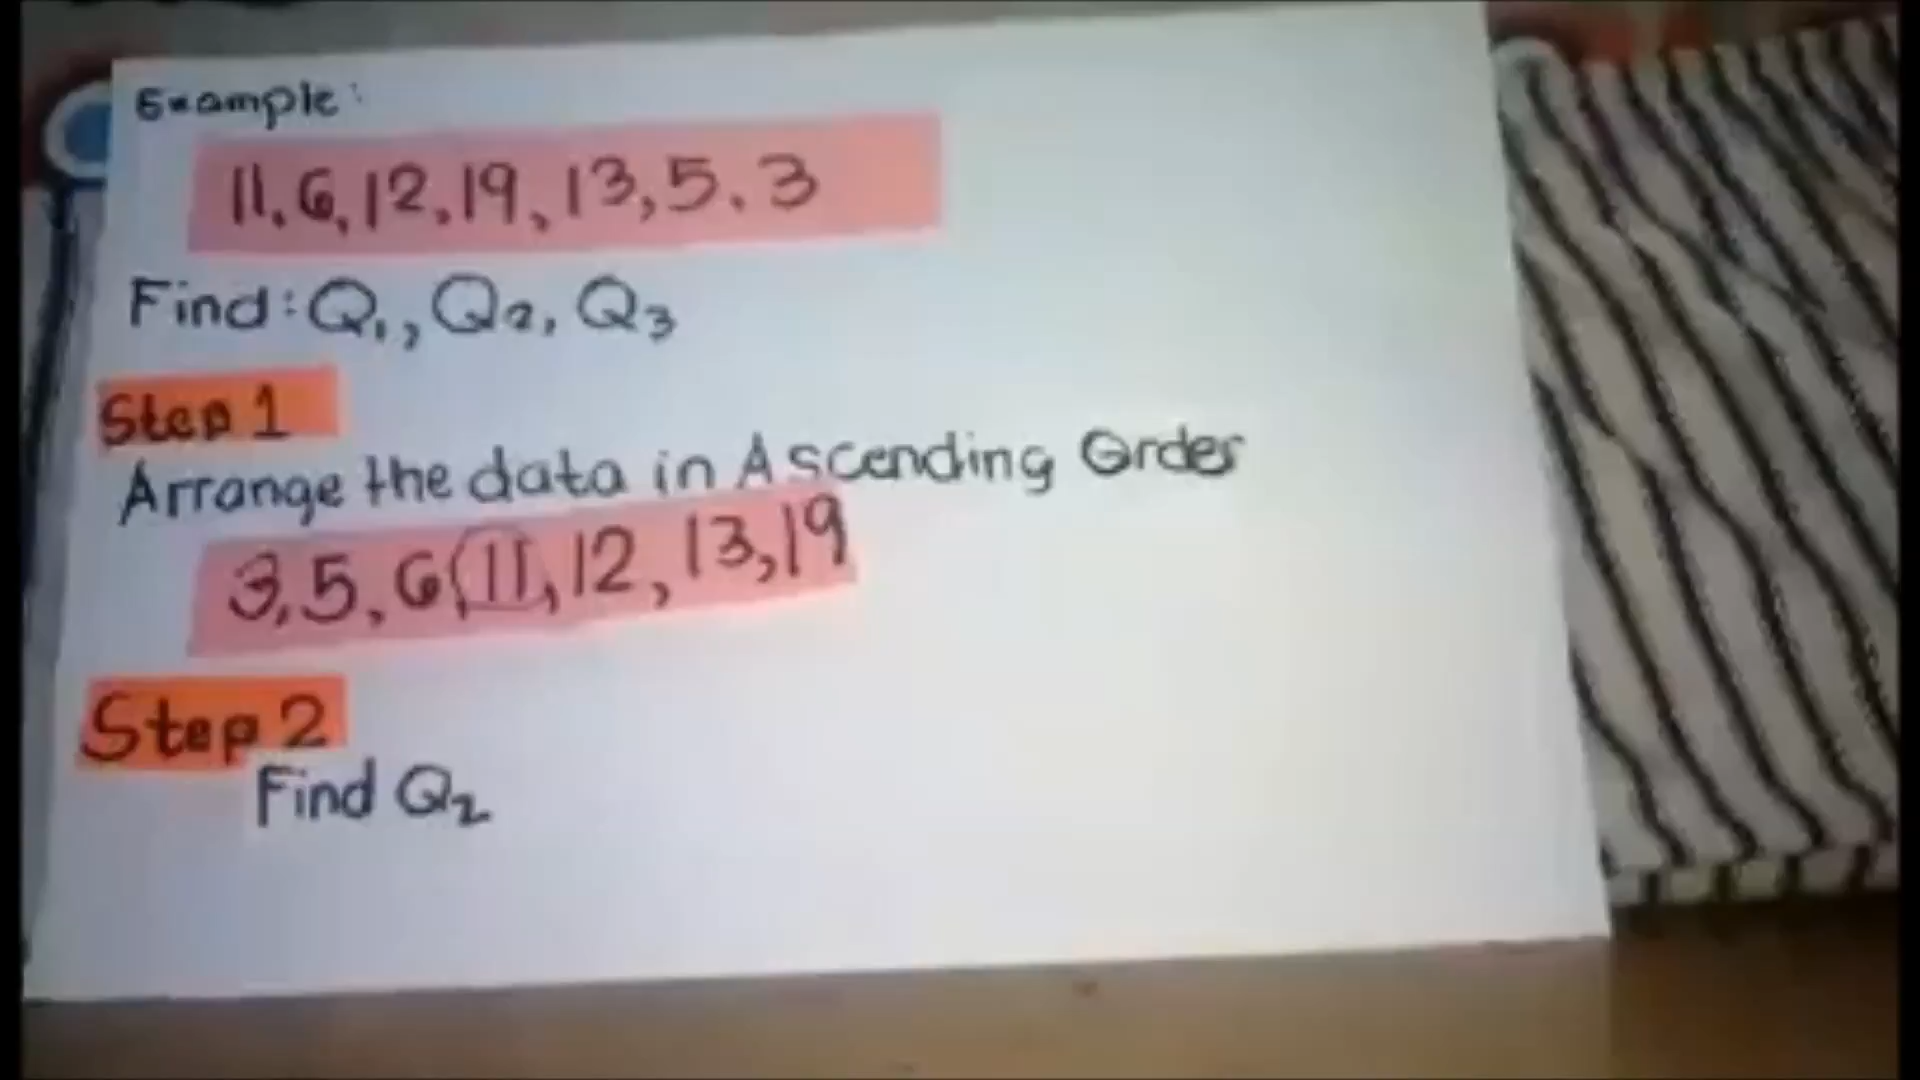 Example:
11, 6, 12, 19, 13, 5, 3
Find: Q1, Q2, Q3
Step 1
Arrange the data in Ascending Order
3, 5, 6, 11, 12, 13, 19
Step 2
Find Q2